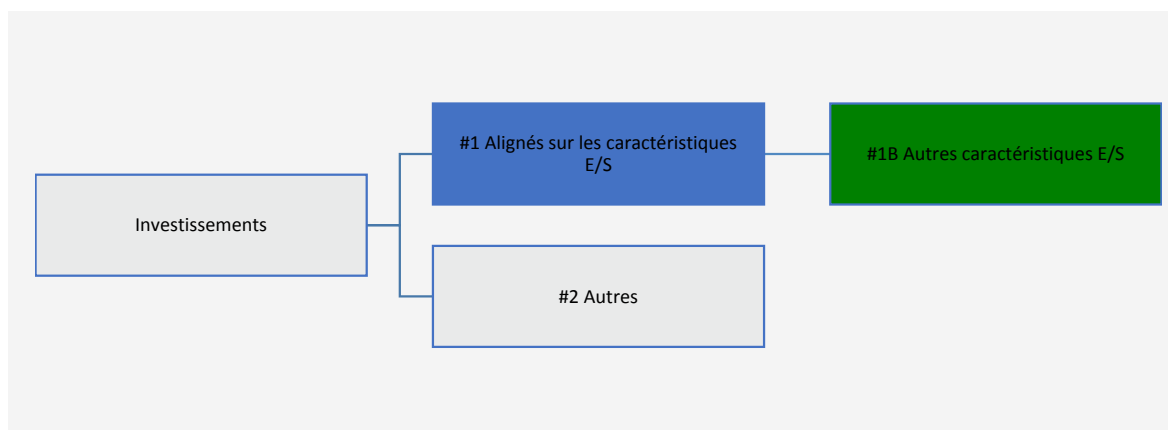 #1 Alignés sur les caractéristiques
E/S
#1B Autres caractéristiques E/S
Investissements
#2 Autres